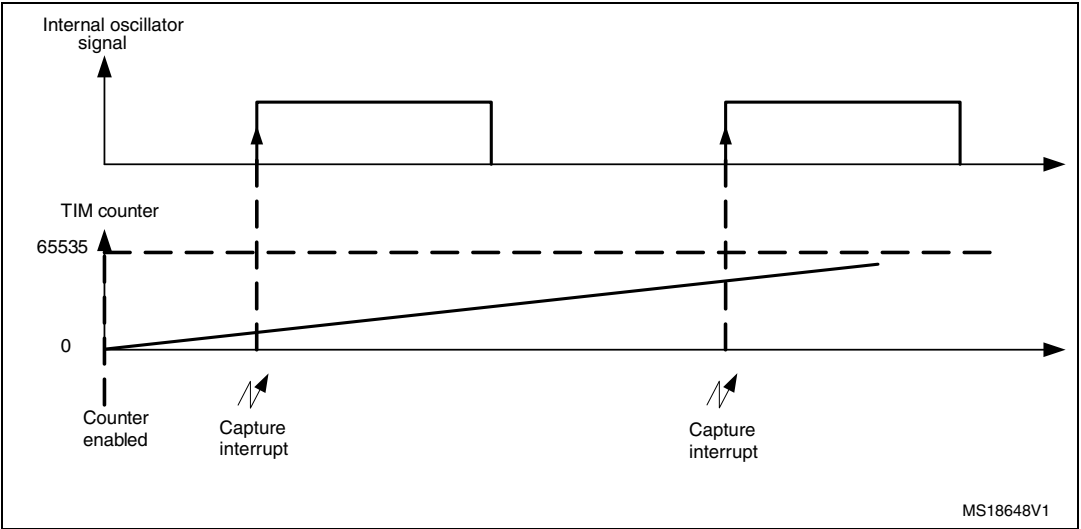 Internal oscillator
signal
TIM counter
65535
0
Counter
enabled
Capture
interrupt
Capture
interrupt
MS18648V1